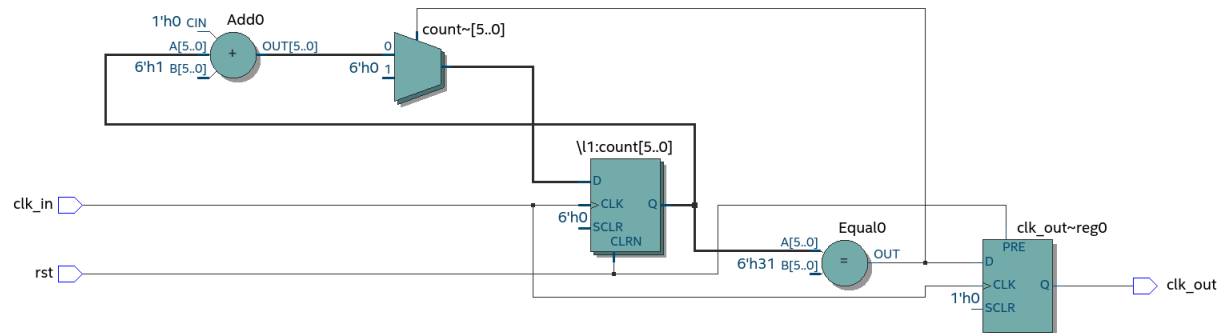 Add0
1'h0 CIN
A[5..0]
OUT[5..0]
6'h1 B[5..0]
+
count~[5..0]
0
6'h0 1
\l1:count[5..0]
D
CLK
Q
6'h0
SCLR
CLRN
clk_in
rst
Equal0
A[5..0]
OUT
6'h31 B[5..0]
=
clk_out~reg0
PRE
D
CLK
Q
1'h0
SCLR
clk_out